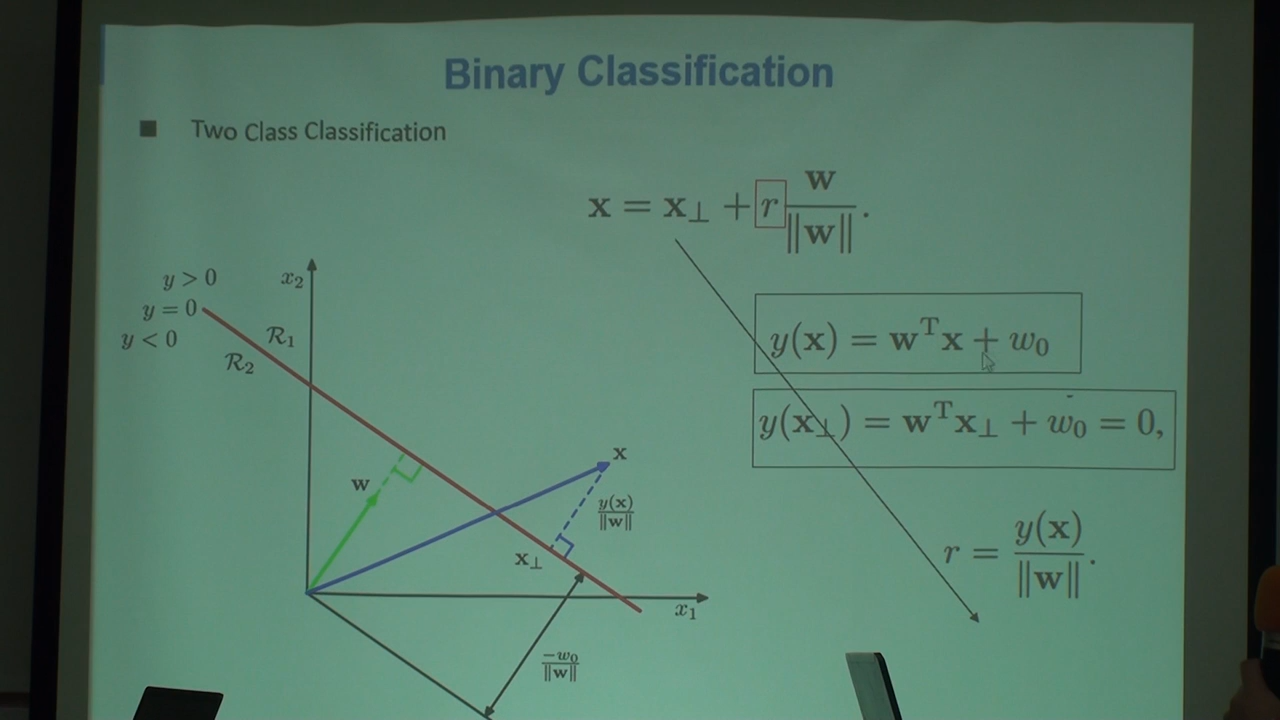 Binary Classification
■ Two Class Classification
x = x⊥ + r w/‖w‖.
y > 0
y = 0
y < 0
x₂
R₁
R₂
y(x) = wᵀx + w₀
y(x⊥) = wᵀx⊥ + w₀ = 0,
w
x
y(x)/‖w‖
x⊥
r = y(x)/‖w‖.
x₁
−w₀/‖w‖